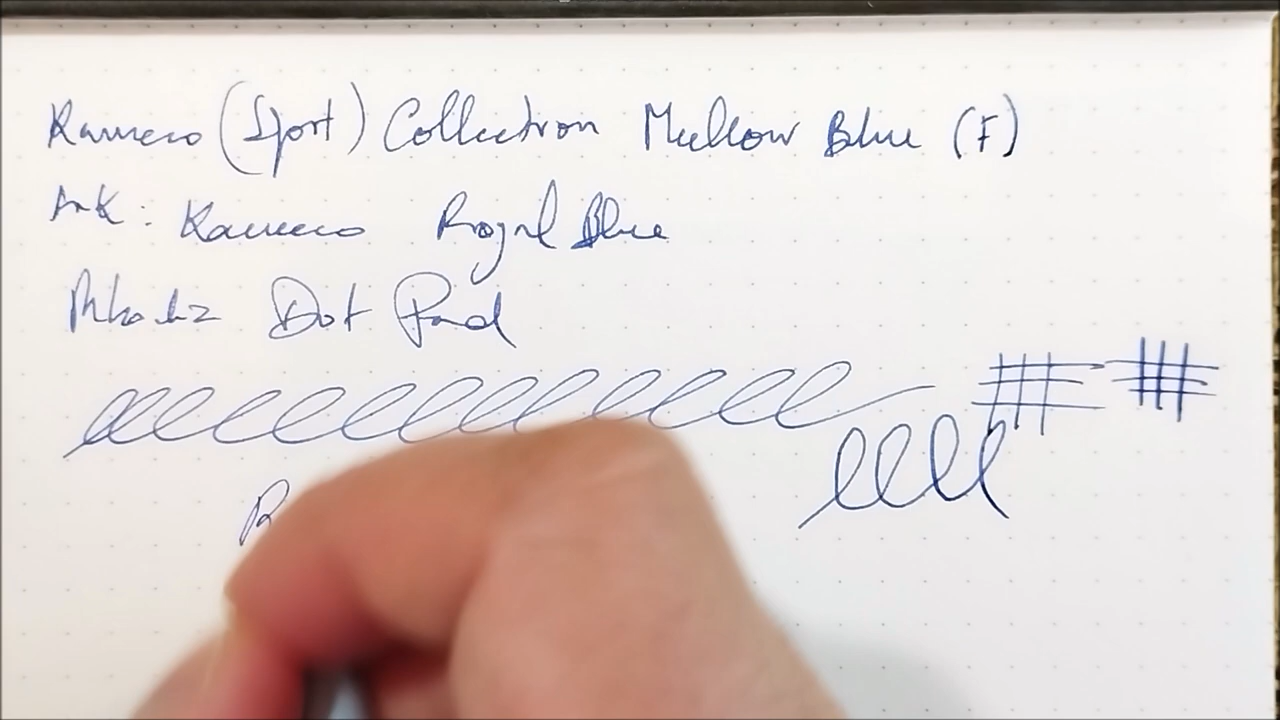 Kaweco (Sport) Collection Mellow Blue (F)
Ink: Kaweco Royal Blue
Rhodia Dot Pad
R